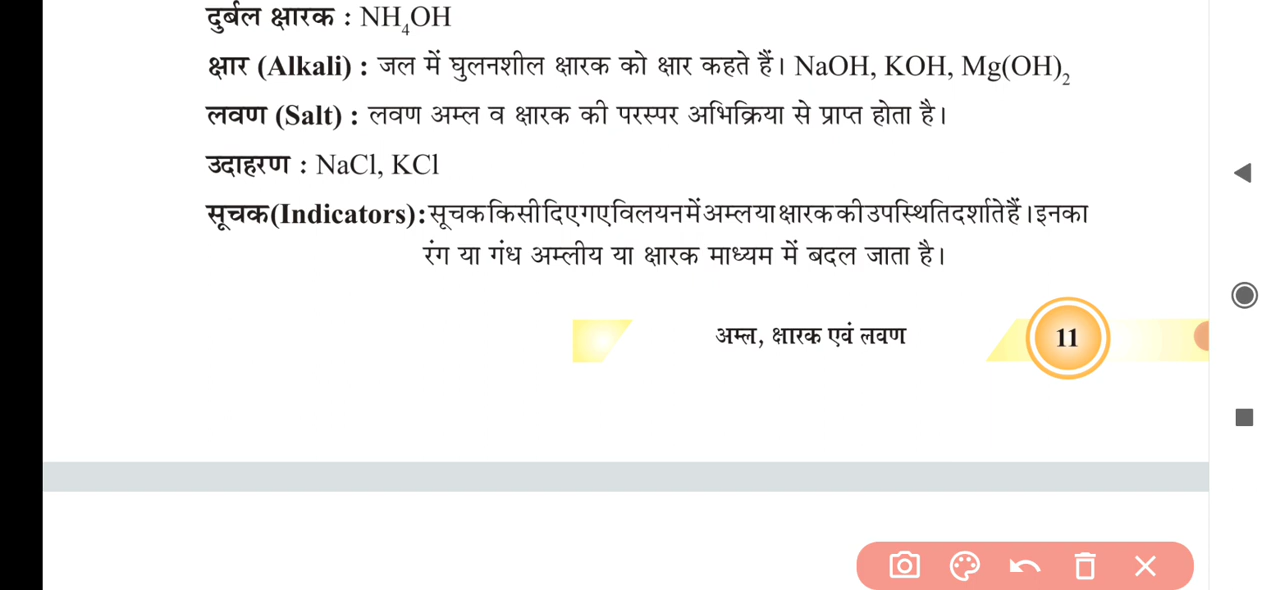 दुर्बल क्षारक : NH₄OH
क्षार (Alkali) : जल में घुलनशील क्षारक को क्षार कहते हैं। NaOH, KOH, Mg(OH)₂
लवण (Salt) : लवण अम्ल व क्षारक की परस्पर अभिक्रिया से प्राप्त होता है।
उदाहरण : NaCl, KCl
सूचक(Indicators):सूचक किसी दिए गए विलयन में अम्ल या क्षारक की उपस्थिति दर्शाते हैं। इनका
रंग या गंध अम्लीय या क्षारक माध्यम में बदल जाता है।
अम्ल, क्षारक एवं लवण
11